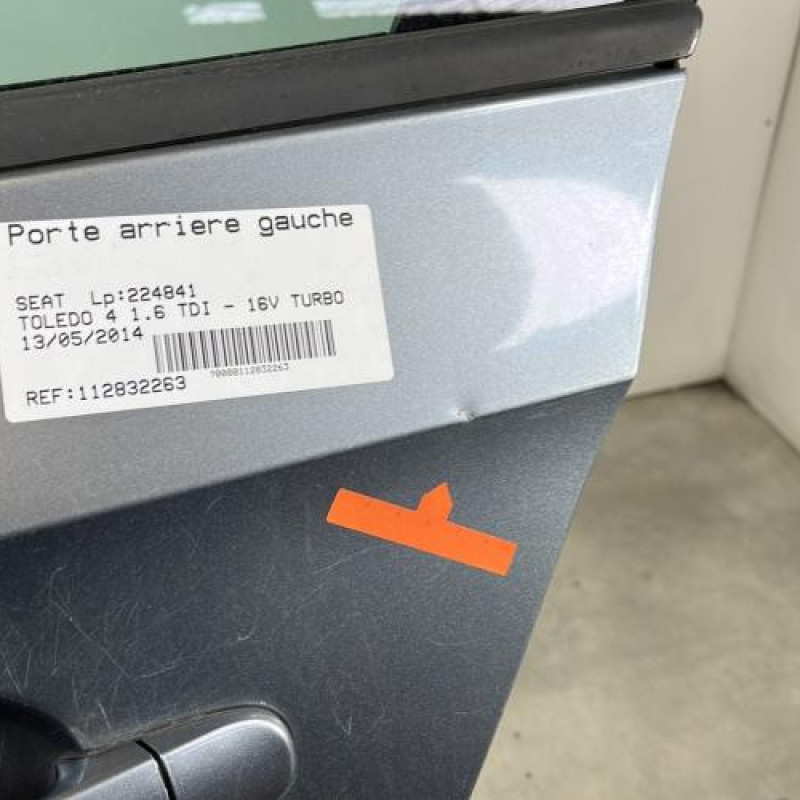 Porte arriere gauche
SEAT Lp:224841
TOLEDO 4 1.6 TDI - 16V TURBO
13/05/2014
REF:112832263